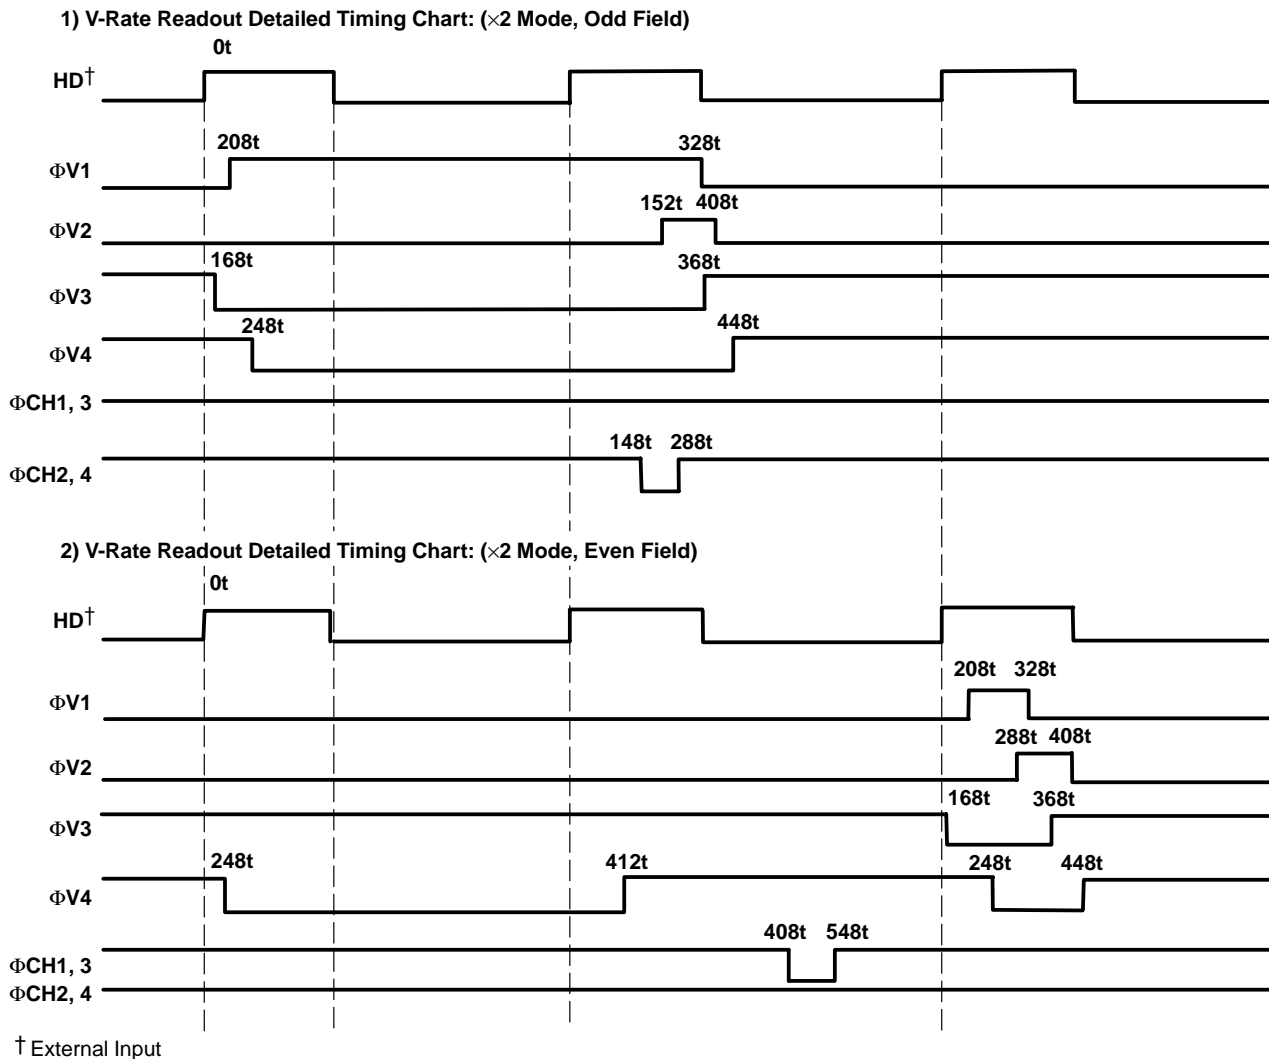 1) V-Rate Readout Detailed Timing Chart: (×2 Mode, Odd Field)
0t
HD†
208t 328t
ΦV1
152t 408t
ΦV2
168t 368t
ΦV3
248t 448t
ΦV4
ΦCH1, 3
148t 288t
ΦCH2, 4
2) V-Rate Readout Detailed Timing Chart: (×2 Mode, Even Field)
0t
HD†
208t 328t
ΦV1
288t 408t
ΦV2
168t 368t
ΦV3
248t 412t 248t 448t
ΦV4
408t 548t
ΦCH1, 3
ΦCH2, 4
† External Input